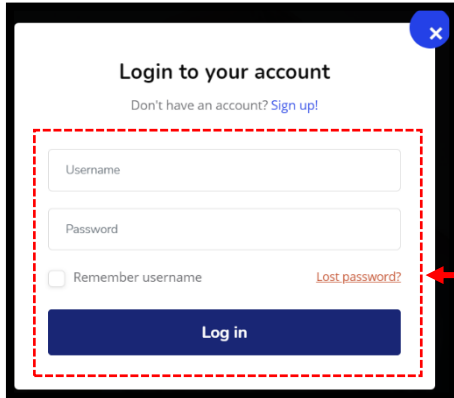 Login to your account
Don't have an account? Sign up!
Username
Password
Remember username Lost password?
Log in